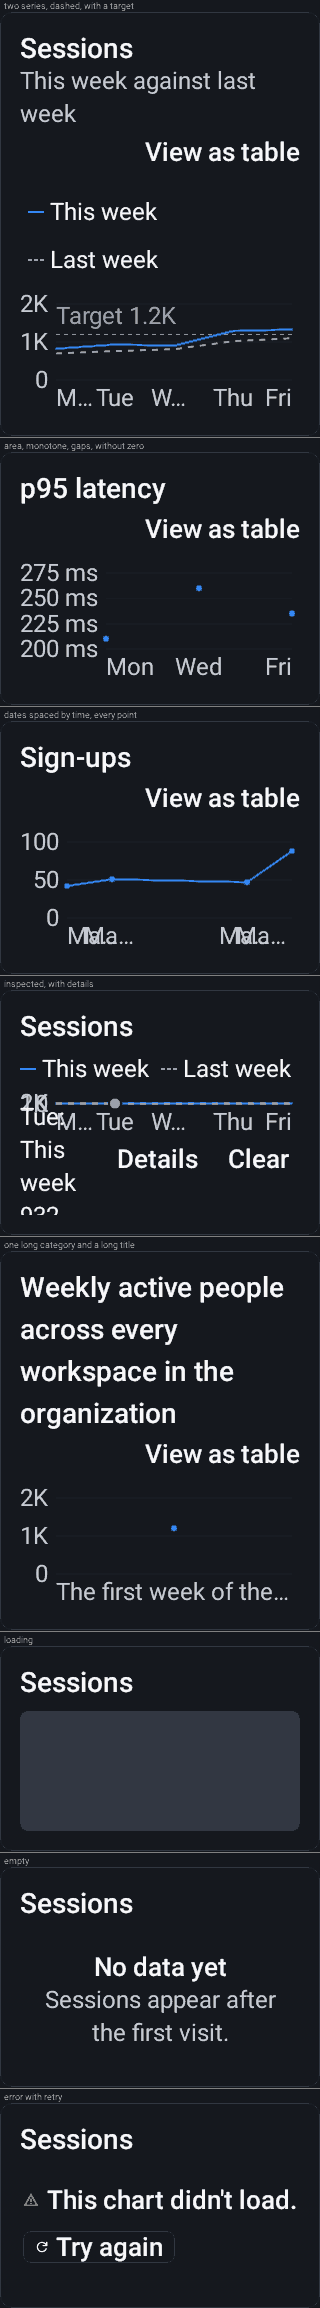 two series, dashed, with a target
Sessions
This week against last
week
View as table
This week
Last week
2K
Target 1.2K
1K
0
M... Tue W... Thu Fri
area, monotone, gaps, without zero
p95 latency
View as table
275 ms
250 ms
225 ms
200 ms
Mon Wed Fri
dates spaced by time, every point
Sign-ups
View as table
100
50
0
Ma... Ma...
inspected, with details
Sessions
This week Last week
2K
Tue M... Tue W... Thu Fri
This
week
932
Details Clear
one long category and a long title
Weekly active people
across every
workspace in the
organization
View as table
2K
1K
0
The first week of the...
loading
Sessions
empty
Sessions
No data yet
Sessions appear after
the first visit.
error with retry
Sessions
This chart didn't load.
Try again